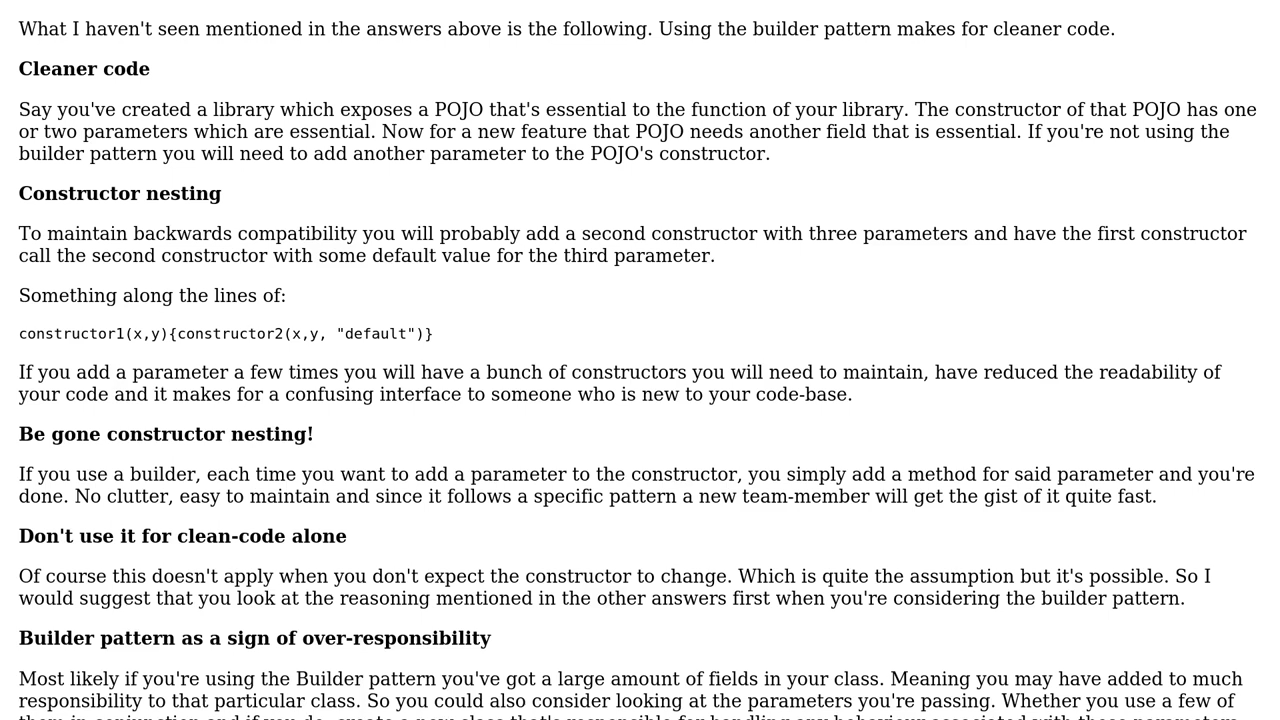 What I haven't seen mentioned in the answers above is the following. Using the builder pattern makes for cleaner code.
Cleaner code
Say you've created a library which exposes a POJO that's essential to the function of your library. The constructor of that POJO has one
or two parameters which are essential. Now for a new feature that POJO needs another field that is essential. If you're not using the
builder pattern you will need to add another parameter to the POJO's constructor.
Constructor nesting
To maintain backwards compatibility you will probably add a second constructor with three parameters and have the first constructor
call the second constructor with some default value for the third parameter.
Something along the lines of:
constructor1(x,y){constructor2(x,y, "default")}
If you add a parameter a few times you will have a bunch of constructors you will need to maintain, have reduced the readability of
your code and it makes for a confusing interface to someone who is new to your code-base.
Be gone constructor nesting!
If you use a builder, each time you want to add a parameter to the constructor, you simply add a method for said parameter and you're
done. No clutter, easy to maintain and since it follows a specific pattern a new team-member will get the gist of it quite fast.
Don't use it for clean-code alone
Of course this doesn't apply when you don't expect the constructor to change. Which is quite the assumption but it's possible. So I
would suggest that you look at the reasoning mentioned in the other answers first when you're considering the builder pattern.
Builder pattern as a sign of over-responsibility
Most likely if you're using the Builder pattern you've got a large amount of fields in your class. Meaning you may have added to much
responsibility to that particular class. So you could also consider looking at the parameters you're passing. Whether you use a few of